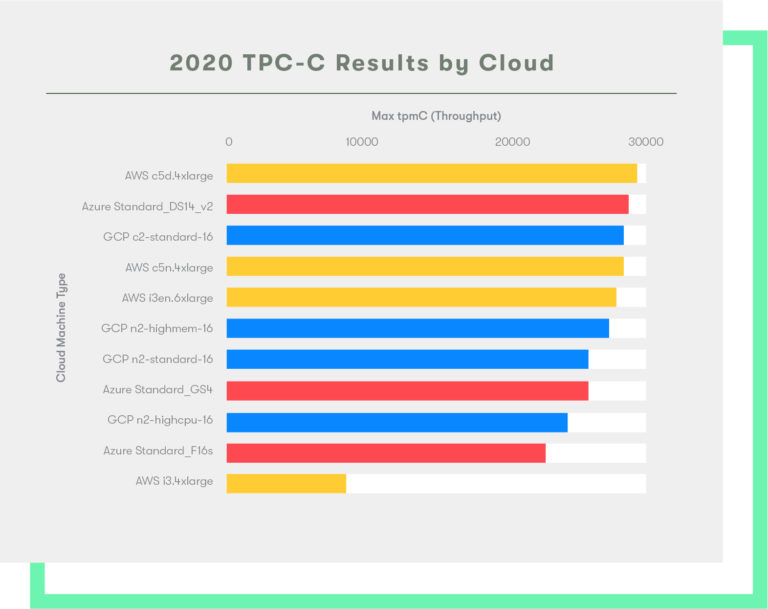 2020 TPC-C Results by Cloud
Max tpmC (Throughput)
0 10000 20000 30000
Cloud Machine Type
AWS c5d.4xlarge
Azure Standard_DS14_v2
GCP c2-standard-16
AWS c5n.4xlarge
AWS i3en.6xlarge
GCP n2-highmem-16
GCP n2-standard-16
Azure Standard_GS4
GCP n2-highcpu-16
Azure Standard_F16s
AWS i3.4xlarge